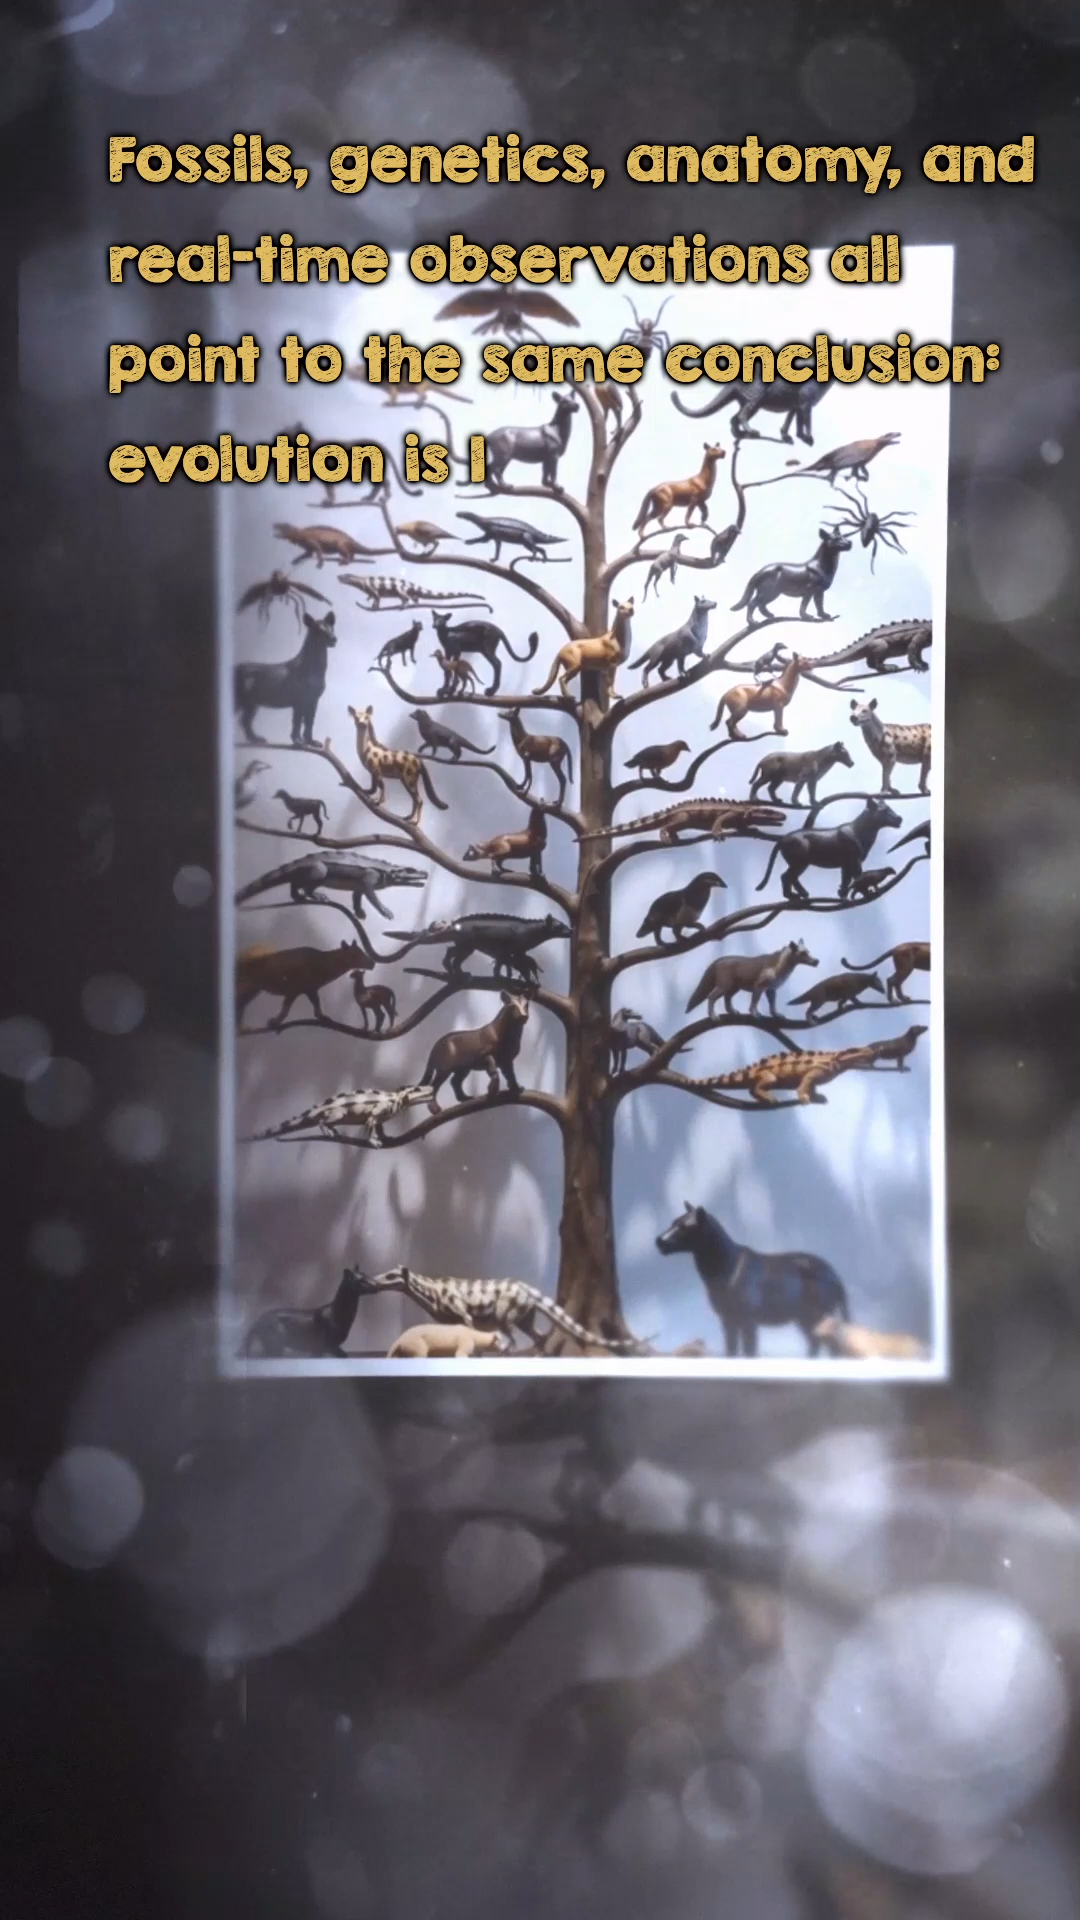 Fossils, genetics, anatomy, and
real-time observations all
point to the same conclusion:
evolution is